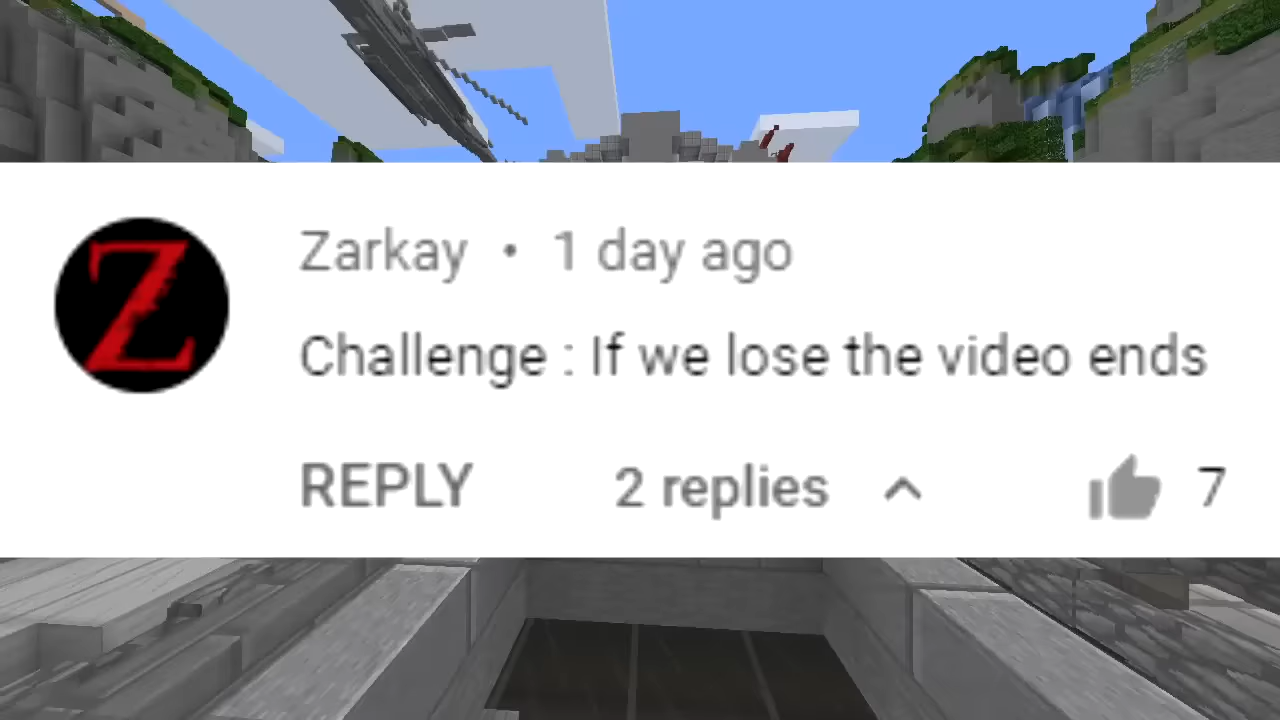 Z
Zarkay • 1 day ago
Challenge : If we lose the video ends
REPLY 2 replies 7